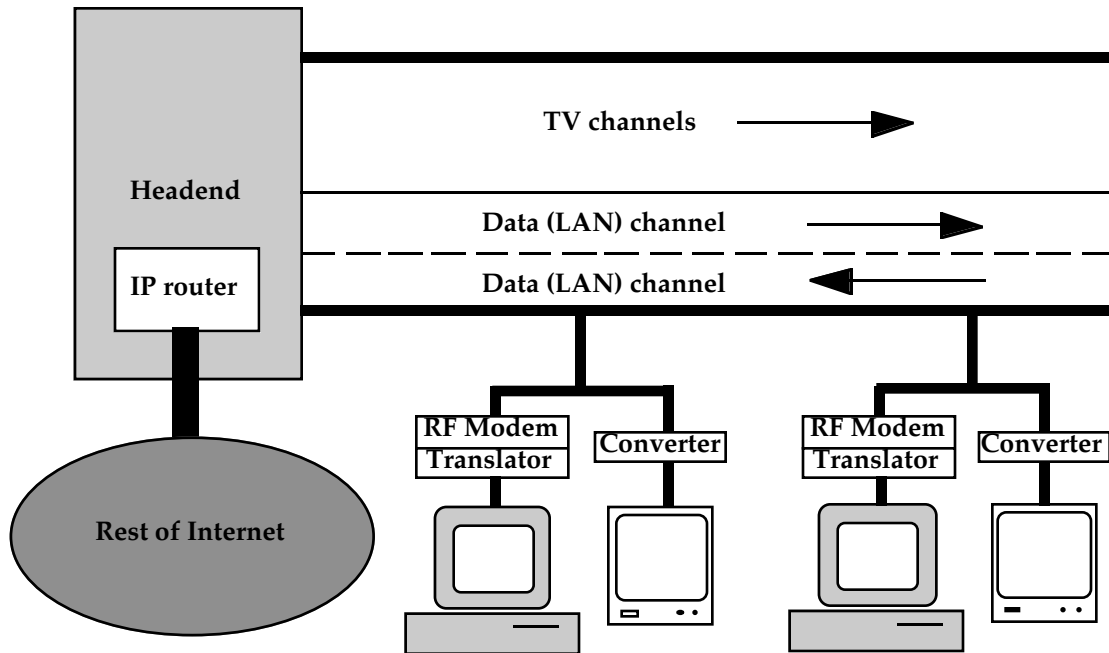 TV channels
Headend
Data (LAN) channel
IP router
Data (LAN) channel
RF Modem
Translator
Converter
RF Modem
Translator
Converter
Rest of Internet